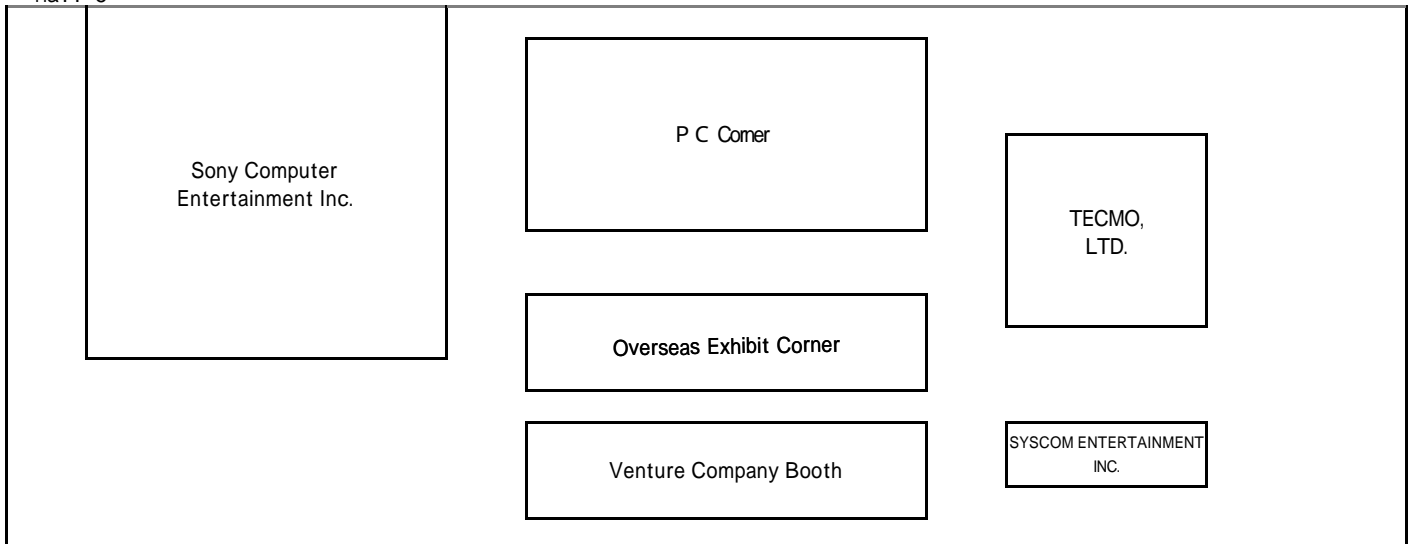 Sony Computer
Entertainment Inc.
P C Corner
TECMO,
LTD.
Overseas Exhibit Corner
Venture Company Booth
SYSCOM ENTERTAINMENT
INC.